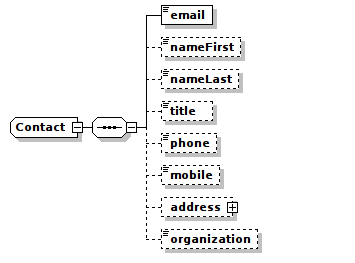 email
nameFirst
nameLast
title
Contact
phone
mobile
address
organization